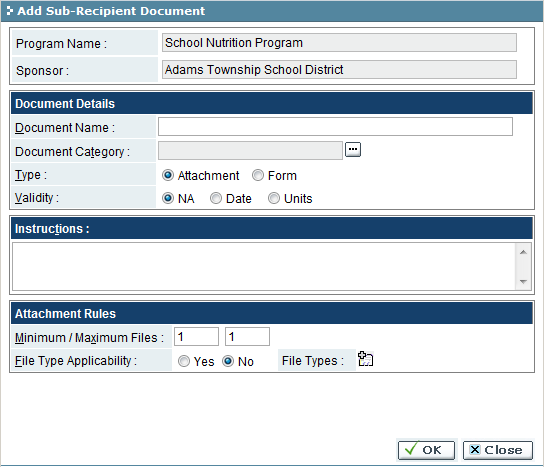 Add Sub-Recipient Document
Program Name : School Nutrition Program
Sponsor : Adams Township School District
Document Details
Document Name :
Document Category : ...
Type : Attachment Form
Validity : NA Date Units
Instructions :
Attachment Rules
Minimum / Maximum Files : 1 1
File Type Applicability : Yes No File Types :
OK Close